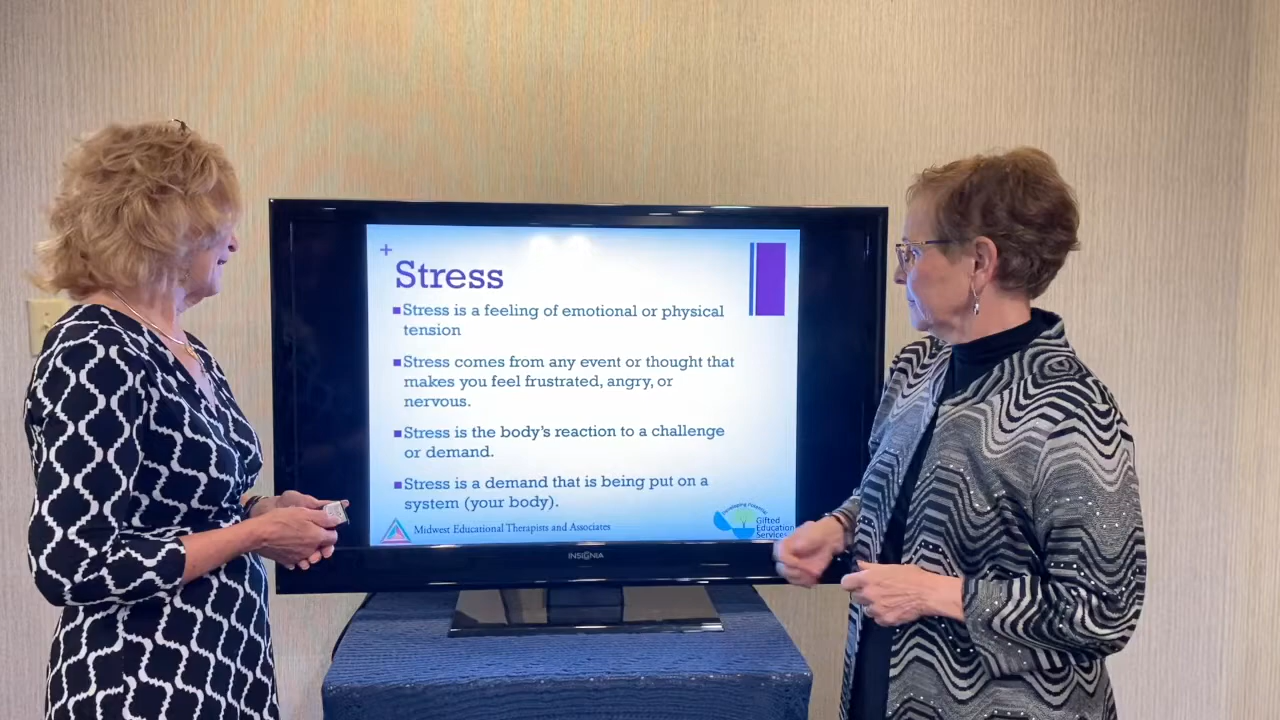 +
Stress
■Stress is a feeling of emotional or physical
tension
■Stress comes from any event or thought that
makes you feel frustrated, angry, or
nervous.
■Stress is the body's reaction to a challenge
or demand.
■Stress is a demand that is being put on a
system (your body).
Midwest Educational Therapists and Associates
Developing Potential
Gifted
Education
Services
INSIGNIA